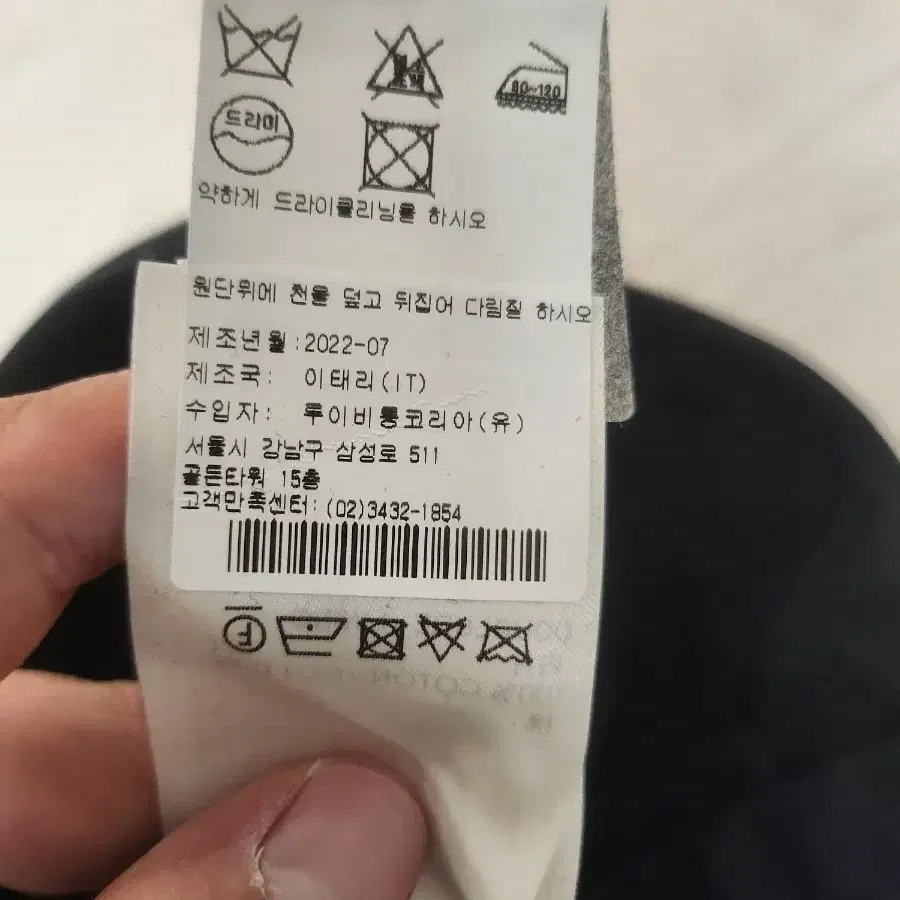 80~120
드라이
약하게 드라이클리닝을 하시오
원단위에 천을 덮고 뒤집어 다림질 하시오
제조년월:2022-07
제조국: 이태리(IT)
수입자: 루이비통코리아(유)
서울시 강남구 삼성로 511
골든타워 15층
고객만족센터: (02)3432-1854
F
100% COTON